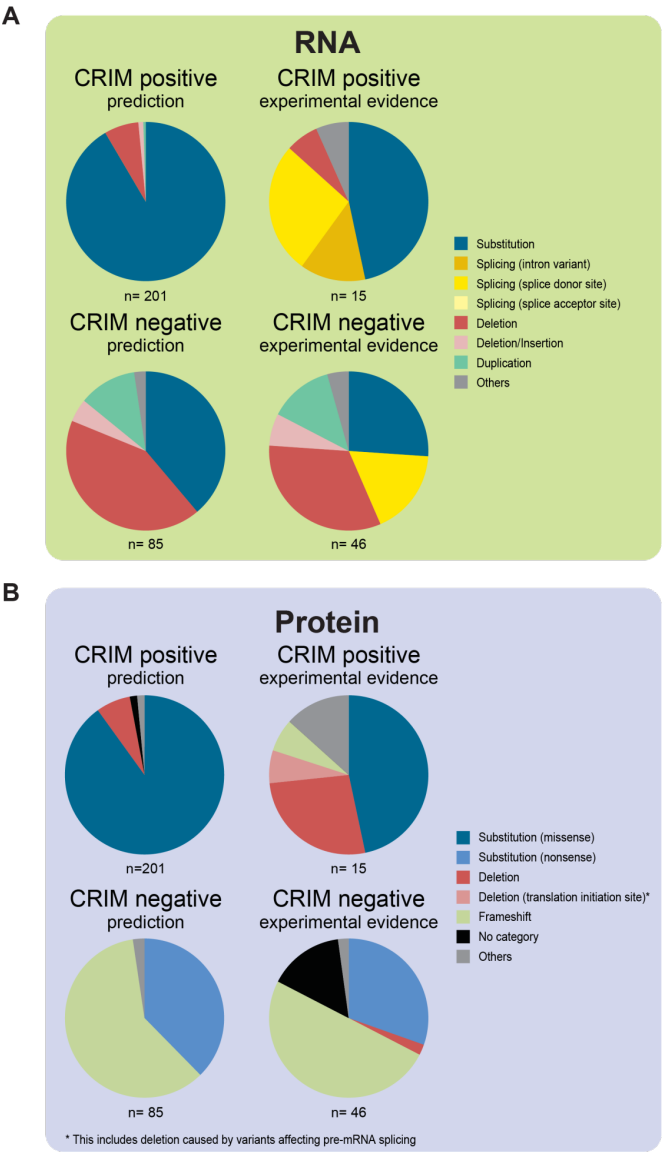 A
RNA
CRIM positive
prediction
CRIM positive
experimental evidence
n= 201
n= 15
CRIM negative
prediction
CRIM negative
experimental evidence
n= 85
n= 46
Substitution
Splicing (intron variant)
Splicing (splice donor site)
Splicing (splice acceptor site)
Deletion
Deletion/Insertion
Duplication
Others
B
Protein
CRIM positive
prediction
CRIM positive
experimental evidence
n=201
n= 15
CRIM negative
prediction
CRIM negative
experimental evidence
n= 85
n= 46
Substitution (missense)
Substitution (nonsense)
Deletion
Deletion (translation initiation site)*
Frameshift
No category
Others
* This includes deletion caused by variants affecting pre-mRNA splicing